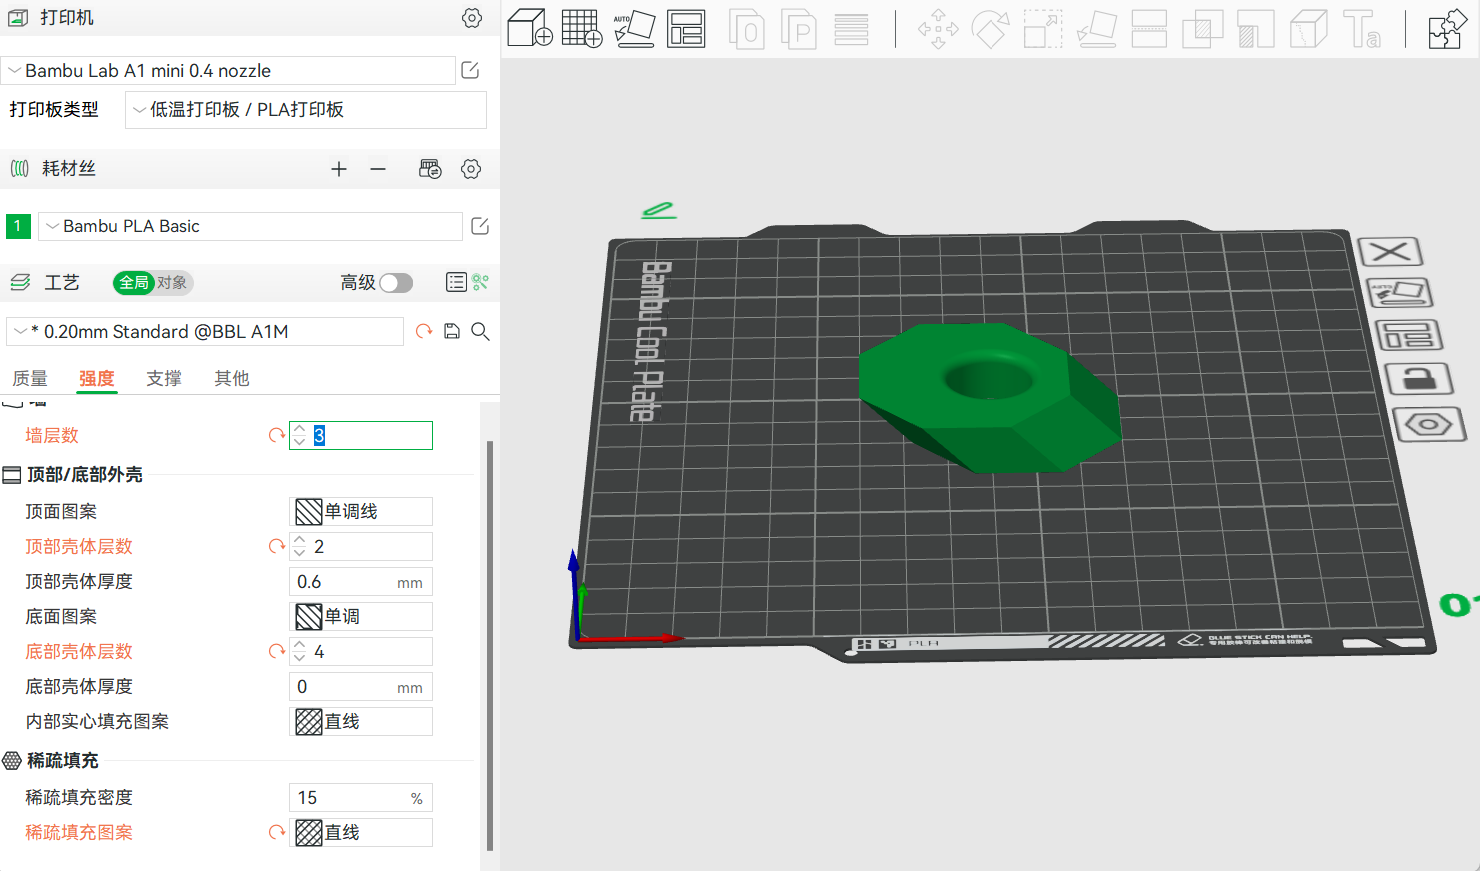 打印机
Bambu Lab A1 mini 0.4 nozzle
打印板类型
低温打印板 / PLA打印板
耗材丝
1
Bambu PLA Basic
工艺
全局
对象
高级
* 0.20mm Standard @BBL A1M
质量
强度
支撑
其他
墙层数
3
顶部/底部外壳
顶面图案
单调线
顶部壳体层数
2
顶部壳体厚度
0.6 mm
底面图案
单调
底部壳体层数
4
底部壳体厚度
0 mm
内部实心填充图案
直线
稀疏填充
稀疏填充密度
15 %
稀疏填充图案
直线
AUTO
O
P
Ta
Bambu Cool Plate
PLA
BLUE STICK CAN HELP.
01